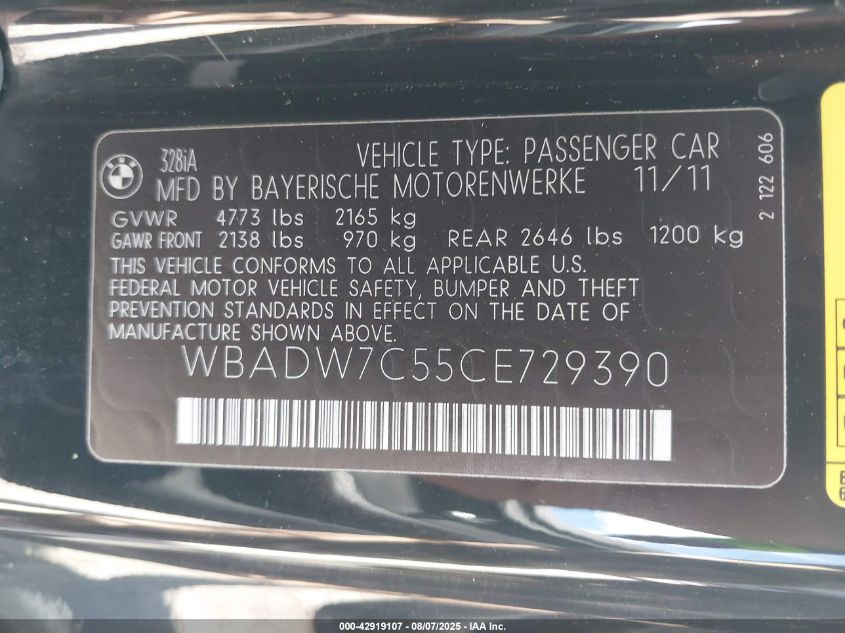 BMW
328iA
VEHICLE TYPE: PASSENGER CAR
MFD BY BAYERISCHE MOTORENWERKE 11/11
GVWR 4773 lbs 2165 kg
GAWR FRONT 2138 lbs 970 kg REAR 2646 lbs 1200 kg
THIS VEHICLE CONFORMS TO ALL APPLICABLE U.S.
FEDERAL MOTOR VEHICLE SAFETY, BUMPER AND THEFT
PREVENTION STANDARDS IN EFFECT ON THE DATE OF
MANUFACTURE SHOWN ABOVE.
WBADW7C55CE729390
2 122 606
000-42919107 - 08/07/2025 - IAA Inc.